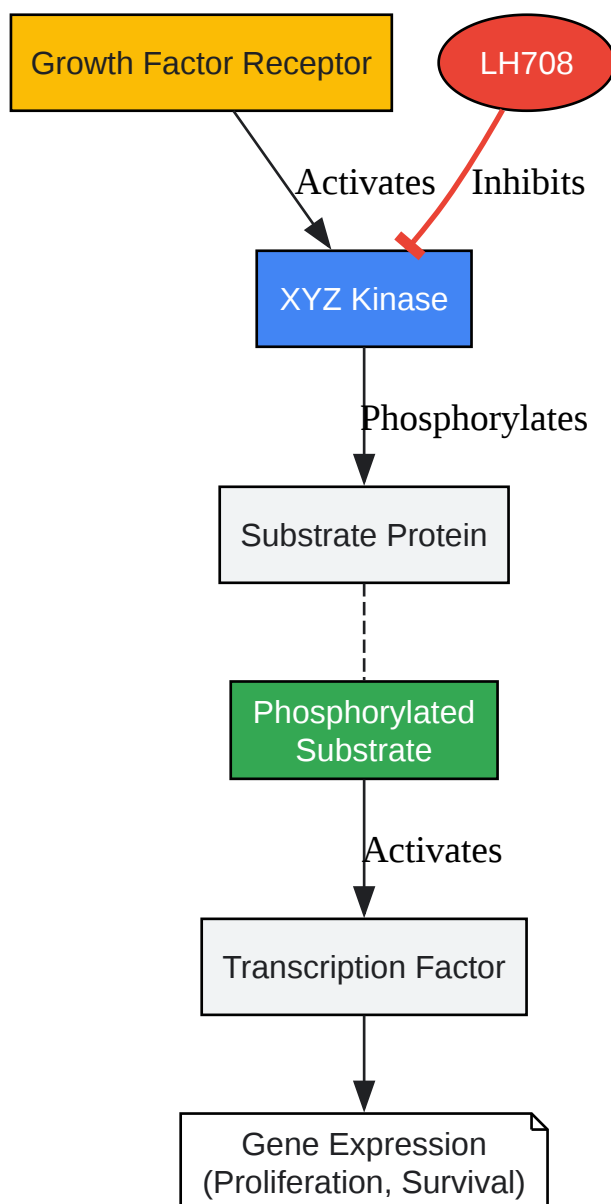 Growth Factor Receptor
LH708
Activates
Inhibits
XYZ Kinase
Phosphorylates
Substrate Protein
Phosphorylated
Substrate
Activates
Transcription Factor
Gene Expression
(Proliferation, Survival)